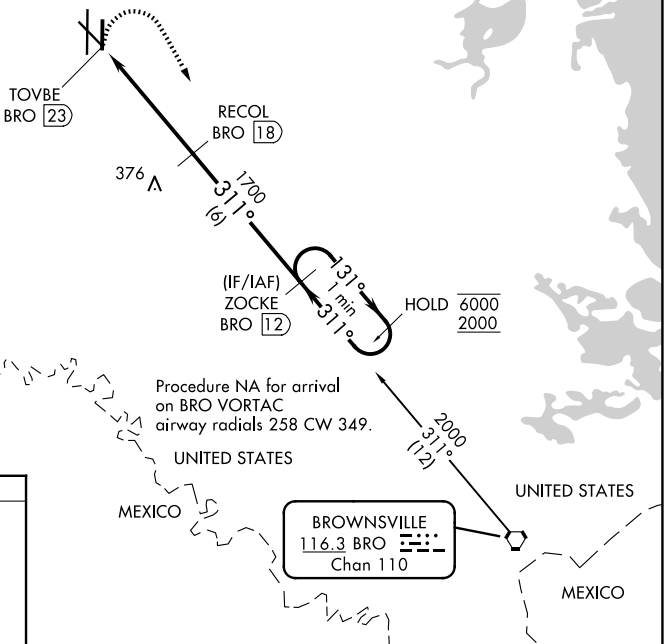 TOVBE
BRO 23
RECOL
BRO 18
376
1700
311°
(6)
(IF/IAF)
ZOCKE
BRO 12
131°
1 min
311°
HOLD 6000
2000
Procedure NA for arrival
on BRO VORTAC
airway radials 258 CW 349.
2000
311°
(12)
UNITED STATES
MEXICO
UNITED STATES
MEXICO
BROWNSVILLE
116.3 BRO
Chan 110